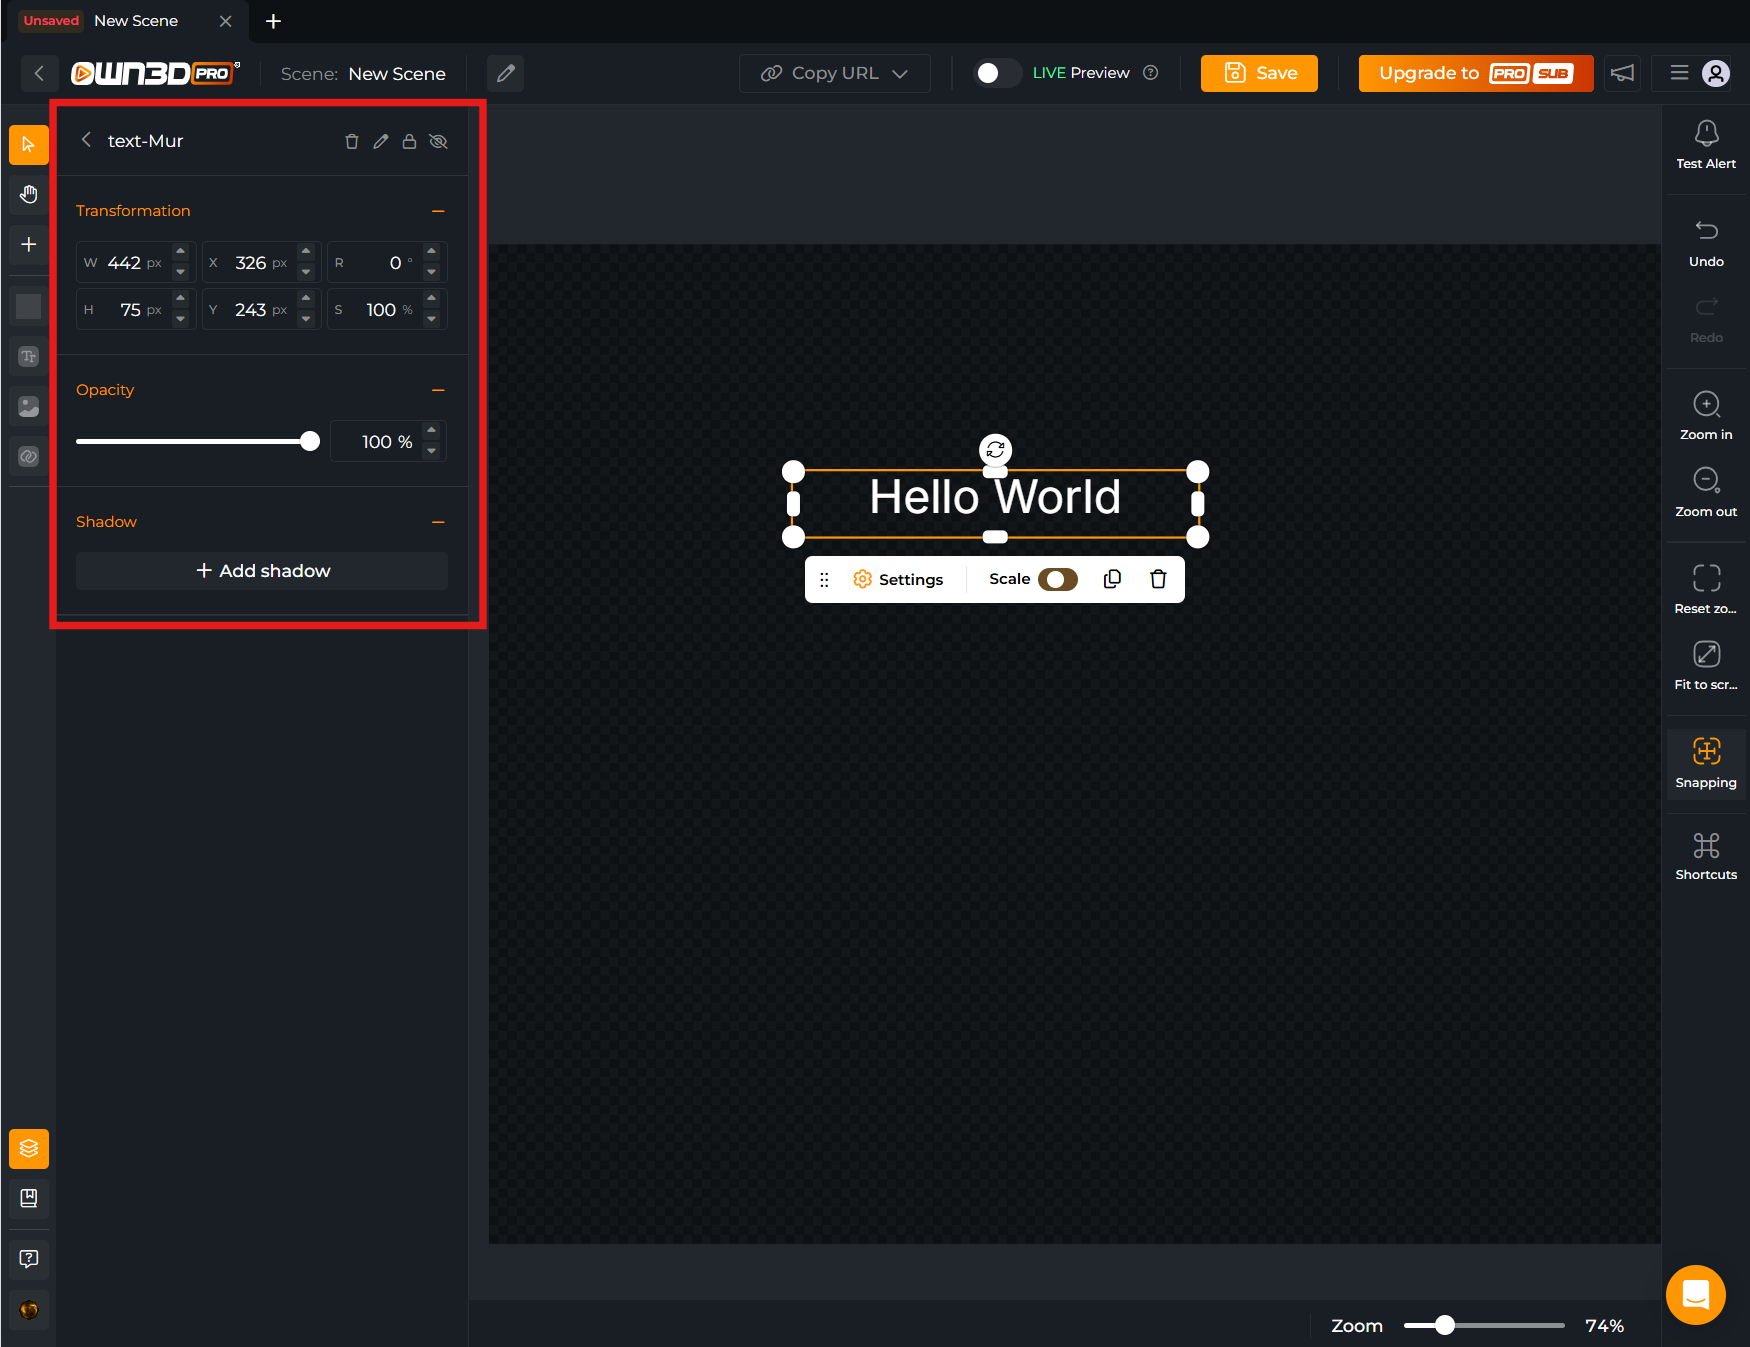 Unsaved New Scene
OWN3D PRO Scene: New Scene Copy URL LIVE Preview Save Upgrade to PRO SUB
text-Mur
Transformation
W 442 px X 326 px R 0 °
H 75 px Y 243 px S 100 %
Opacity
100 %
Shadow
+ Add shadow
Hello World
Settings Scale
Test Alert
Undo
Redo
Zoom in
Zoom out
Reset zo...
Fit to scr...
Snapping
Shortcuts
Zoom 74%